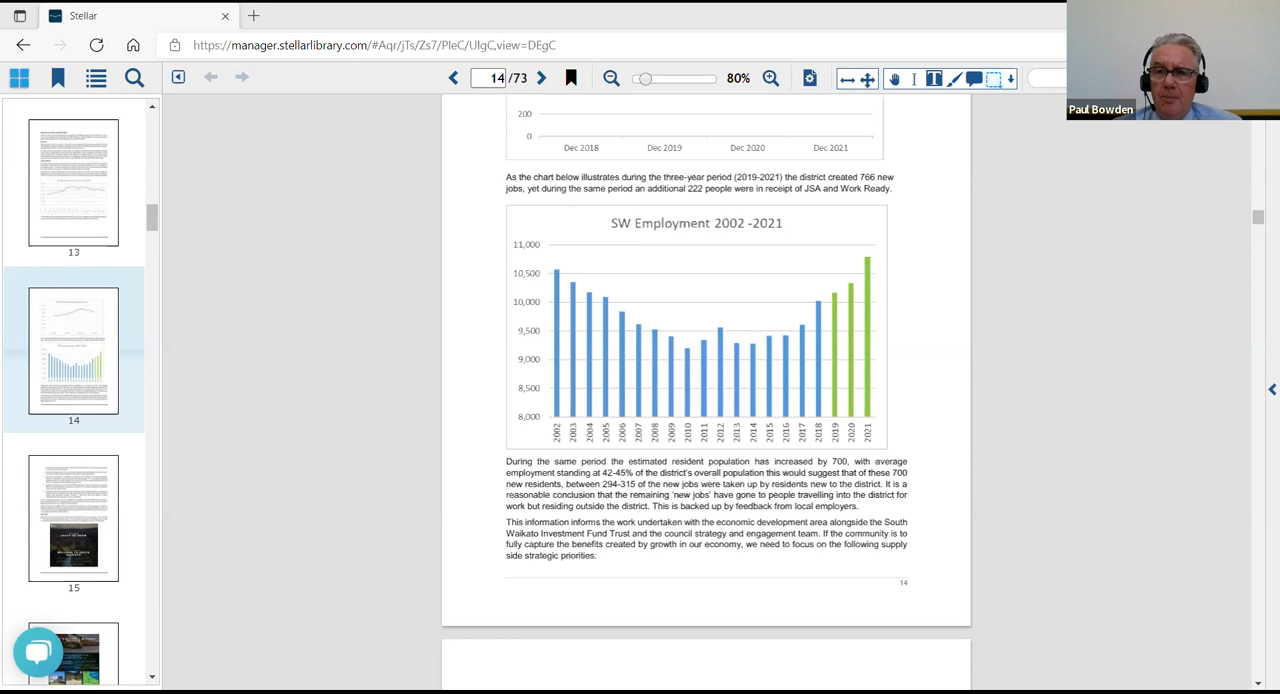 Stellar
https://manager.stellarlibrary.com/#Aqr/jTs/Zs7/PIeC/UIgC,view=DEgC
14 /73
80%
Paul Bowden
13
14
15
200
0
Dec 2018 Dec 2019 Dec 2020 Dec 2021
As the chart below illustrates during the three-year period (2019-2021) the district created 766 new
jobs, yet during the same period an additional 222 people were in receipt of JSA and Work Ready.
SW Employment 2002 -2021
11,000
10,500
10,000
9,500
9,000
8,500
8,000
2002 2003 2004 2005 2006 2007 2008 2009 2010 2011 2012 2013 2014 2015 2016 2017 2018 2019 2020 2021
During the same period the estimated resident population has increased by 700, with average
employment standing at 42-45% of the district's overall population this would suggest that of these 700
new residents, between 294-315 of the new jobs were taken up by residents new to the district. It is a
reasonable conclusion that the remaining 'new jobs' have gone to people travelling into the district for
work but residing outside the district. This is backed up by feedback from local employers.
This information informs the work undertaken with the economic development area alongside the South
Waikato Investment Fund Trust and the council strategy and engagement team. If the community is to
fully capture the benefits created by growth in our economy, we need to focus on the following supply
side strategic priorities:
14